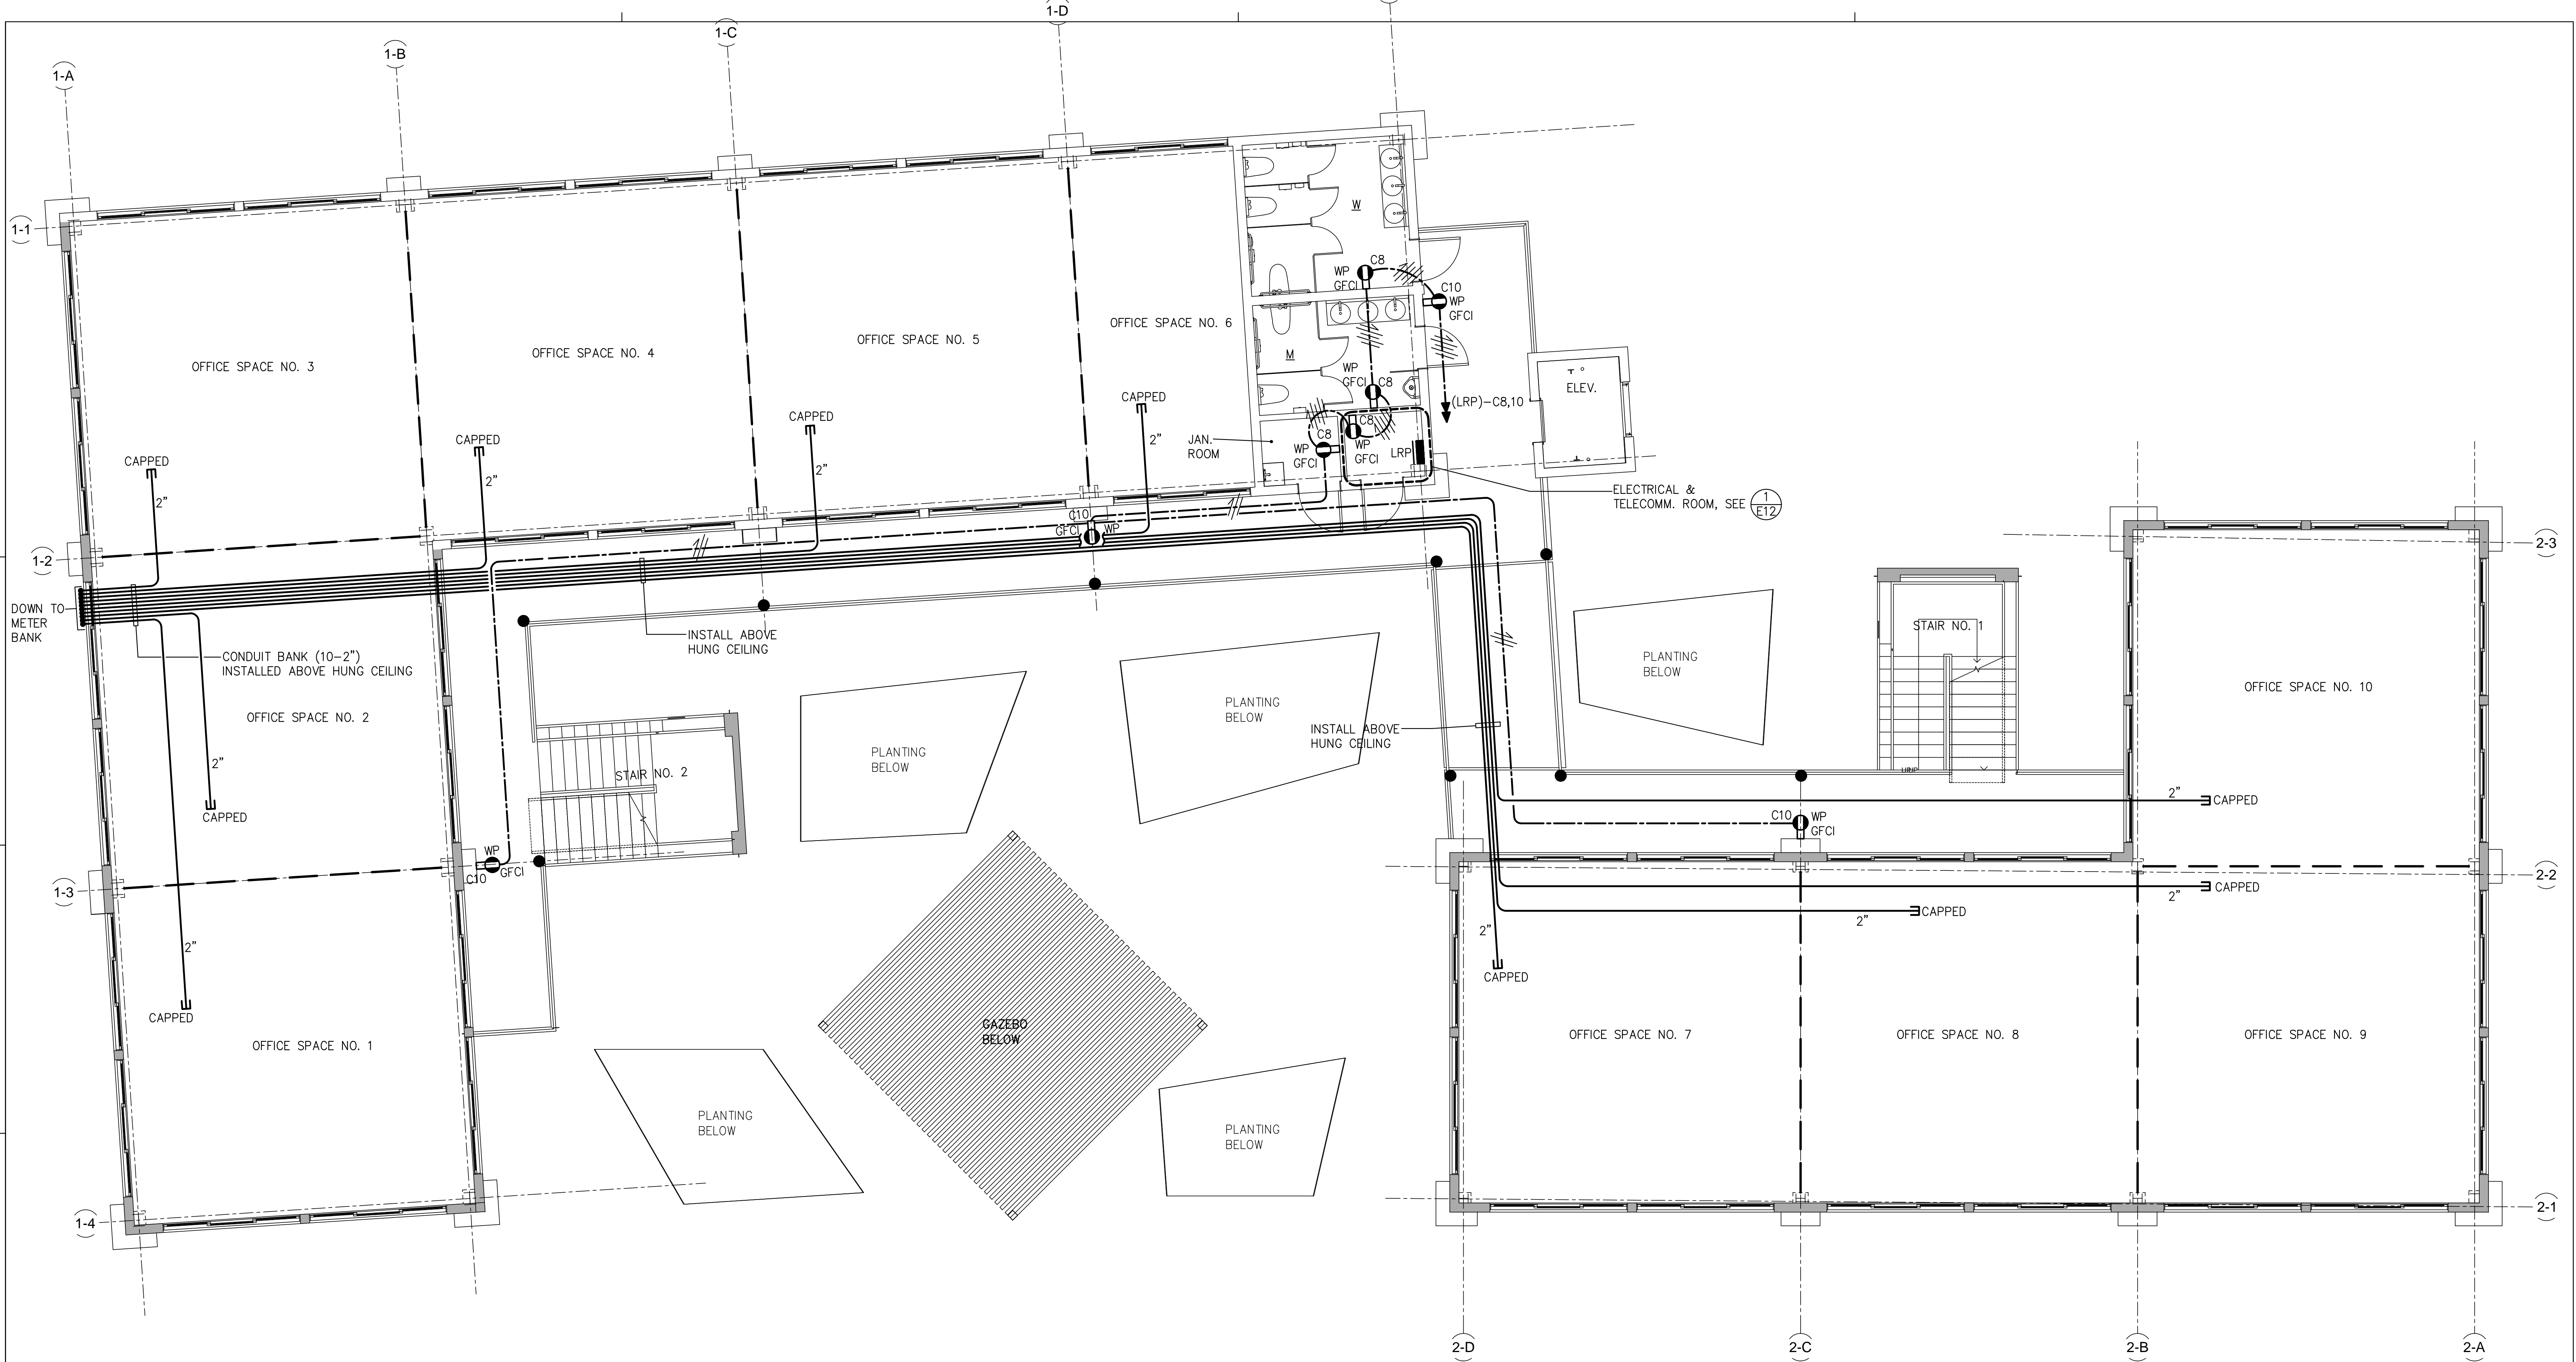 1-A
1-B
1-C
1-D
1-1
1-2
1-3
1-4
W
C8
WP
GFCI
C10
WP
GFCI
OFFICE SPACE NO. 6
OFFICE SPACE NO. 5
OFFICE SPACE NO. 4
OFFICE SPACE NO. 3
M
WP
GFCI
C8
ELEV.
(LRP)-C8,10
CAPPED
2"
CAPPED
2"
CAPPED
2"
CAPPED
2"
JAN.
ROOM
C8
WP
GFCI
C8
WP
GFCI
LRP
ELECTRICAL &
TELECOMM. ROOM, SEE
1
E12
C10
GFCI
WP
2-3
DOWN TO
METER
BANK
CONDUIT BANK (10-2")
INSTALLED ABOVE HUNG CEILING
INSTALL ABOVE
HUNG CEILING
STAIR NO. 1
PLANTING
BELOW
OFFICE SPACE NO. 10
OFFICE SPACE NO. 2
PLANTING
BELOW
INSTALL ABOVE
HUNG CEILING
PLANTING
BELOW
STAIR NO. 2
2"
CAPPED
2"
CAPPED
C10
WP
GFCI
WP
GFCI
C10
2-2
2"
CAPPED
2"
CAPPED
2"
CAPPED
2"
CAPPED
GAZEBO
BELOW
OFFICE SPACE NO. 1
OFFICE SPACE NO. 7
OFFICE SPACE NO. 8
OFFICE SPACE NO. 9
PLANTING
BELOW
PLANTING
BELOW
2-1
2-D
2-C
2-B
2-A